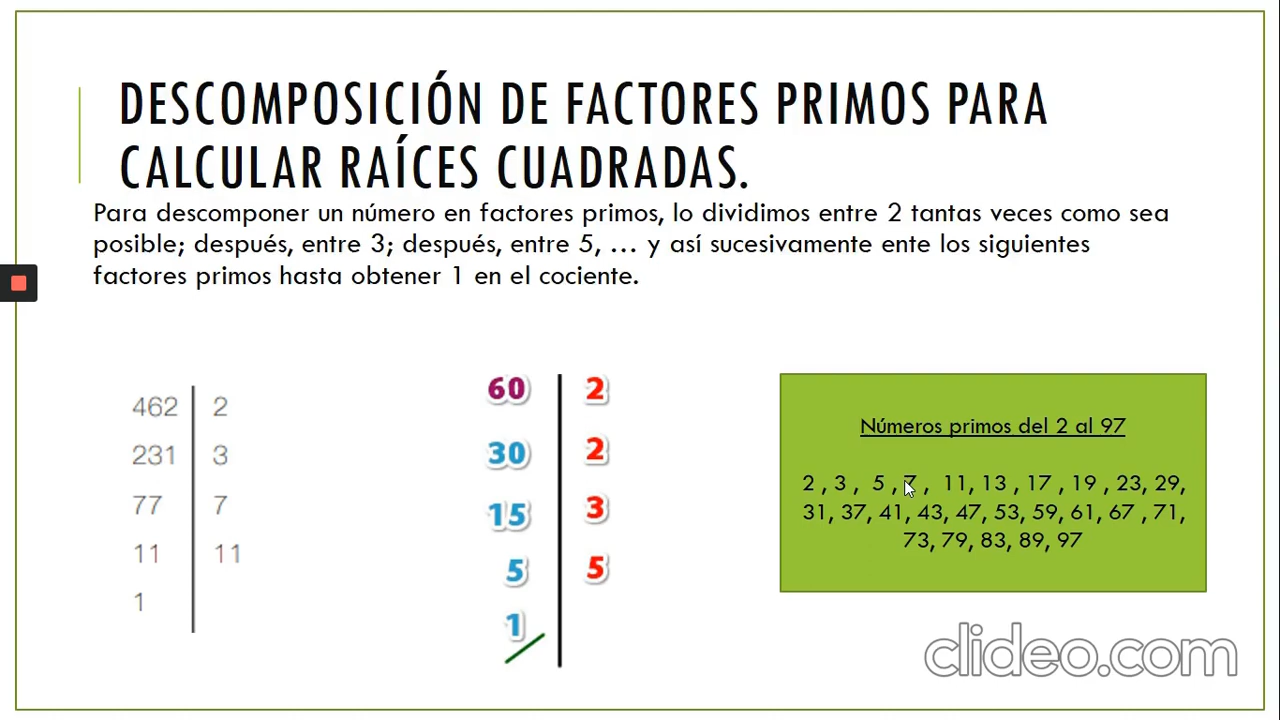 DESCOMPOSICIÓN DE FACTORES PRIMOS PARA
CALCULAR RAÍCES CUADRADAS.
Para descomponer un número en factores primos, lo dividimos entre 2 tantas veces como sea
posible; después, entre 3; después, entre 5, … y así sucesivamente ente los siguientes
factores primos hasta obtener 1 en el cociente.
462 2
231 3
77 7
11 11
1
60 2
30 2
15 3
5 5
1
Números primos del 2 al 97
2 , 3 , 5 , 7 , 11, 13 , 17 , 19 , 23, 29,
31, 37, 41, 43, 47, 53, 59, 61, 67 , 71,
73, 79, 83, 89, 97
clideo.com